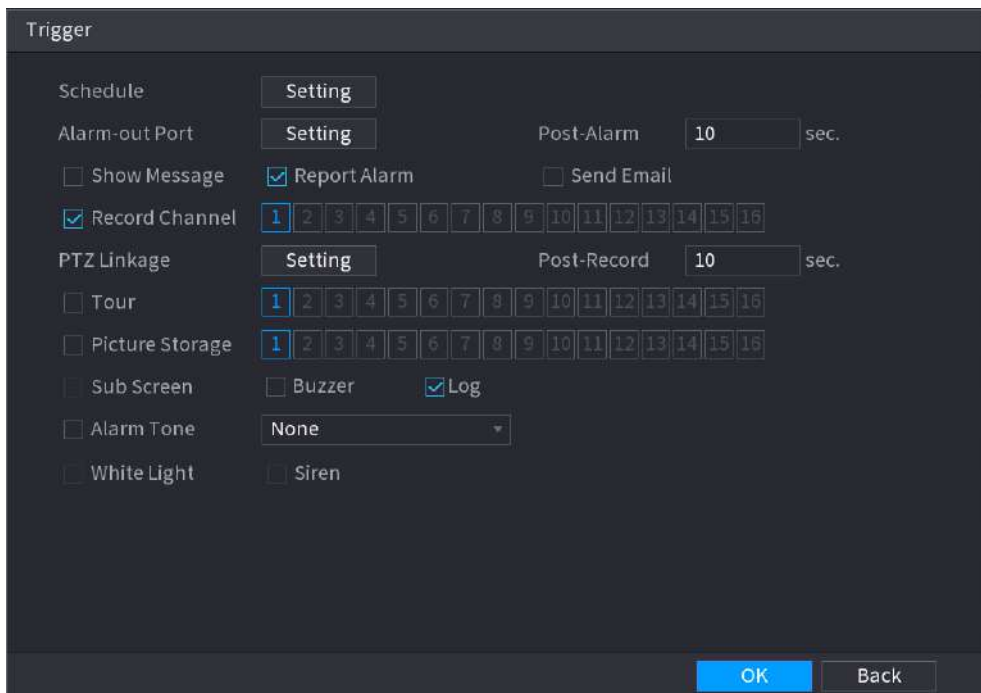 Trigger
Schedule Setting
Alarm-out Port Setting Post-Alarm 10 sec.
Show Message Report Alarm Send Email
Record Channel 1 2 3 4 5 6 7 8 9 10 11 12 13 14 15 16
PTZ Linkage Setting Post-Record 10 sec.
Tour 1 2 3 4 5 6 7 8 9 10 11 12 13 14 15 16
Picture Storage 1 2 3 4 5 6 7 8 9 10 11 12 13 14 15 16
Sub Screen Buzzer Log
Alarm Tone None
White Light Siren
OK Back